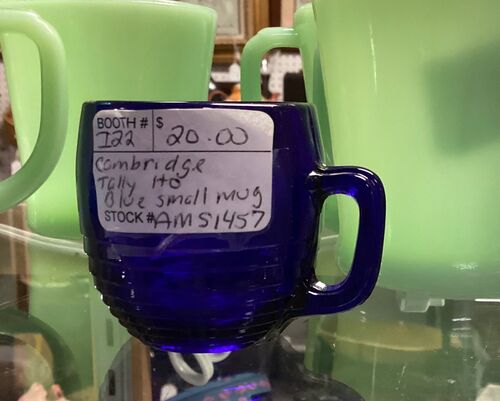 BOOTH # $
I22 20.00
Cambridge
Tally Ho
Blue small mug
STOCK # AMS1457